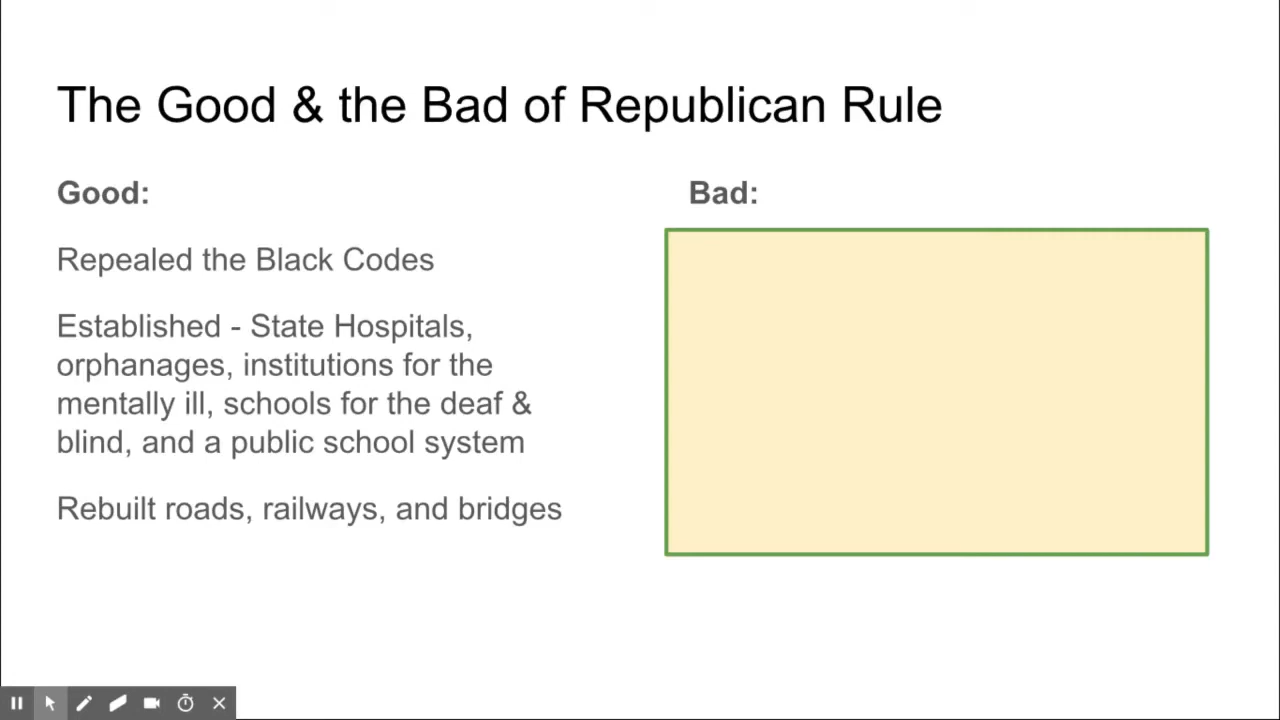 The Good & the Bad of Republican Rule
Good:
Repealed the Black Codes
Established - State Hospitals,
orphanages, institutions for the
mentally ill, schools for the deaf &
blind, and a public school system
Rebuilt roads, railways, and bridges
Bad: